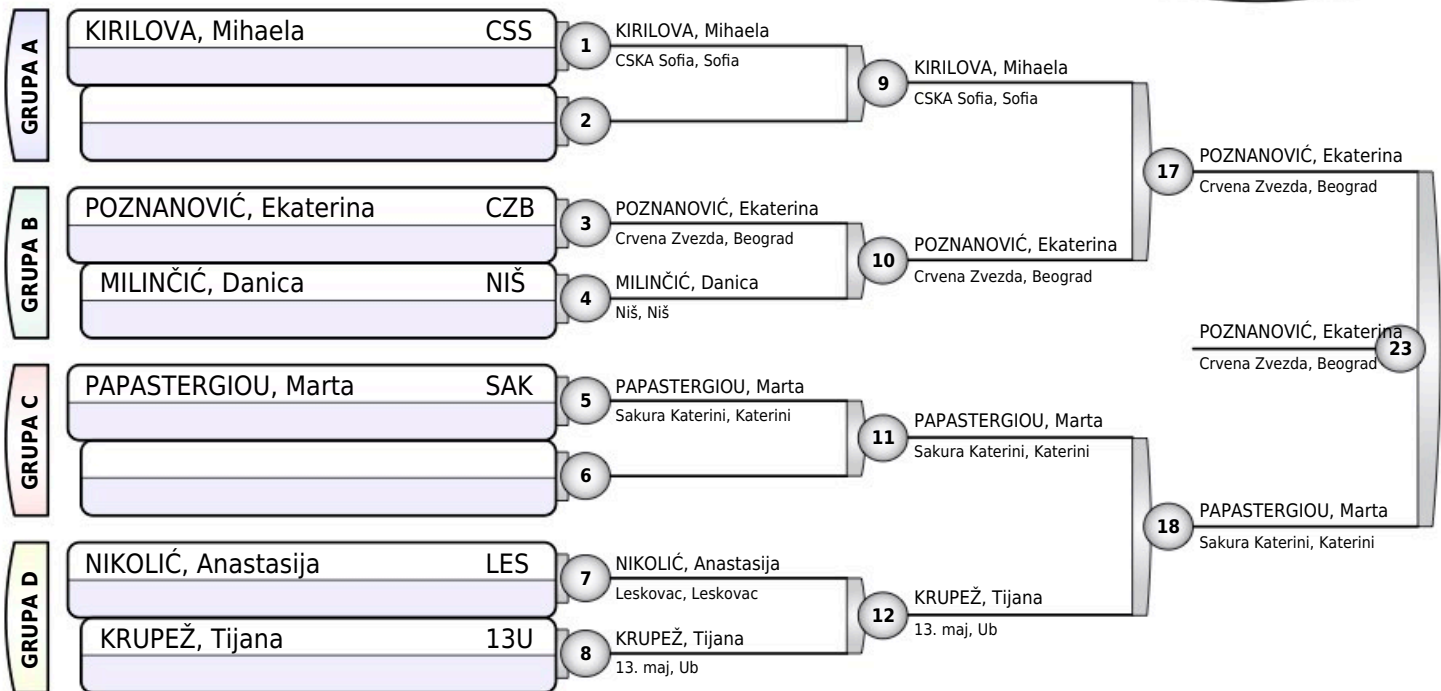 GRUPA A
KIRILOVA, Mihaela CSS
1
KIRILOVA, Mihaela
CSKA Sofia, Sofia
2
9
KIRILOVA, Mihaela
CSKA Sofia, Sofia
GRUPA B
POZNANOVIĆ, Ekaterina CZB
3
POZNANOVIĆ, Ekaterina
Crvena Zvezda, Beograd
MILINČIĆ, Danica NIŠ
4
MILINČIĆ, Danica
Niš, Niš
10
POZNANOVIĆ, Ekaterina
Crvena Zvezda, Beograd
17
POZNANOVIĆ, Ekaterina
Crvena Zvezda, Beograd
GRUPA C
PAPASTERGIOU, Marta SAK
5
PAPASTERGIOU, Marta
Sakura Katerini, Katerini
6
11
PAPASTERGIOU, Marta
Sakura Katerini, Katerini
GRUPA D
NIKOLIĆ, Anastasija LES
7
NIKOLIĆ, Anastasija
Leskovac, Leskovac
KRUPEŽ, Tijana 13U
8
KRUPEŽ, Tijana
13. maj, Ub
12
KRUPEŽ, Tijana
13. maj, Ub
18
PAPASTERGIOU, Marta
Sakura Katerini, Katerini
POZNANOVIĆ, Ekaterina
Crvena Zvezda, Beograd
23